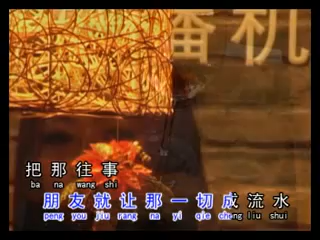 播机
把那往事
ba na wang shi
朋友就让那一切成流水
peng you jiu rang na yi qie cheng liu shui